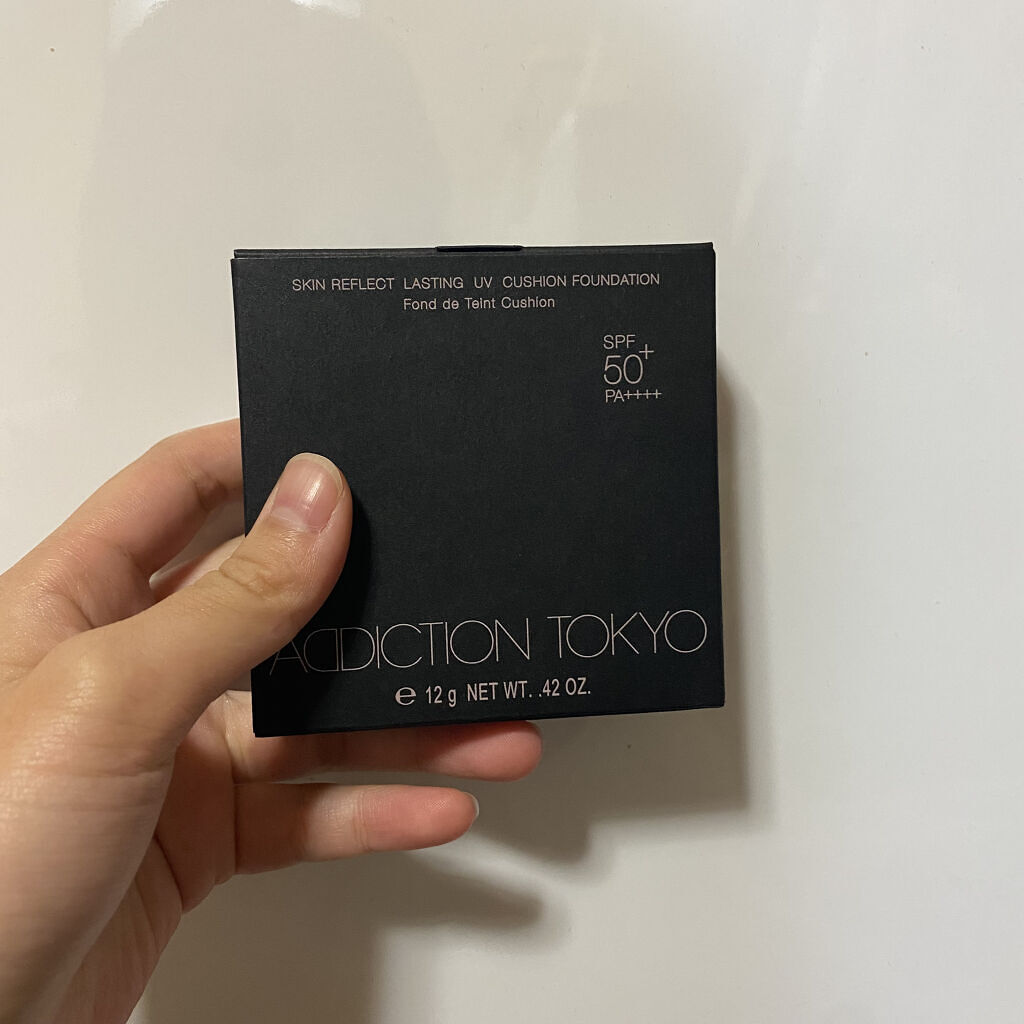 SKIN REFLECT LASTING UV CUSHION FOUNDATION
Fond de Teint Cushion
SPF
50+
PA++++
ADDICTION TOKYO
e 12 g NET WT. .42 OZ.